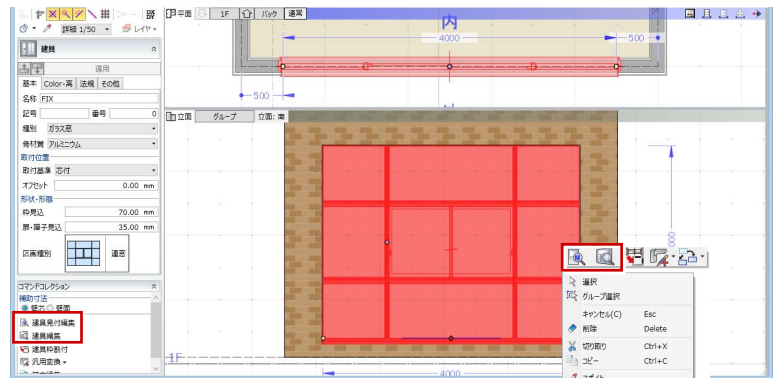 詳細 1/50
レイヤ
建具
適用
基本 Color・高 法規 その他
名称 FIX
記号 番号 0
種別 ガラス窓
骨材質 アルミニウム
取付位置
取付基準 芯付
オフセット 0.00 mm
形状・形態
枠見込 70.00 mm
扉・障子見込 35.00 mm
区画種別 連窓
コマンドコレクション
補助寸法
壁芯 壁面
建具見付編集
建具編集
建具枠割付
汎用変換
平面 1F バック 通常
内
4000
500
500
立面 グループ 立面: 南
1F
4000
選択
グループ選択
キャンセル(C) Esc
削除 Delete
切り取り Ctrl+X
コピー Ctrl+C
スポイト